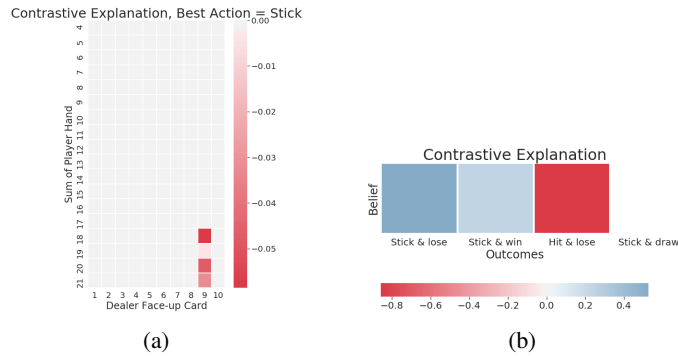 Contrastive Explanation, Best Action = Stick
Sum of Player Hand
4
5
6
7
8
9
10
11
12
13
14
15
16
17
18
19
20
21
1 2 3 4 5 6 7 8 9 10
Dealer Face-up Card
0.00
−0.01
−0.02
−0.03
−0.04
−0.05
(a)
Contrastive Explanation
Belief
Stick & lose Stick & win Hit & lose Stick & draw
Outcomes
−0.8 −0.6 −0.4 −0.2 0.0 0.2 0.4
(b)